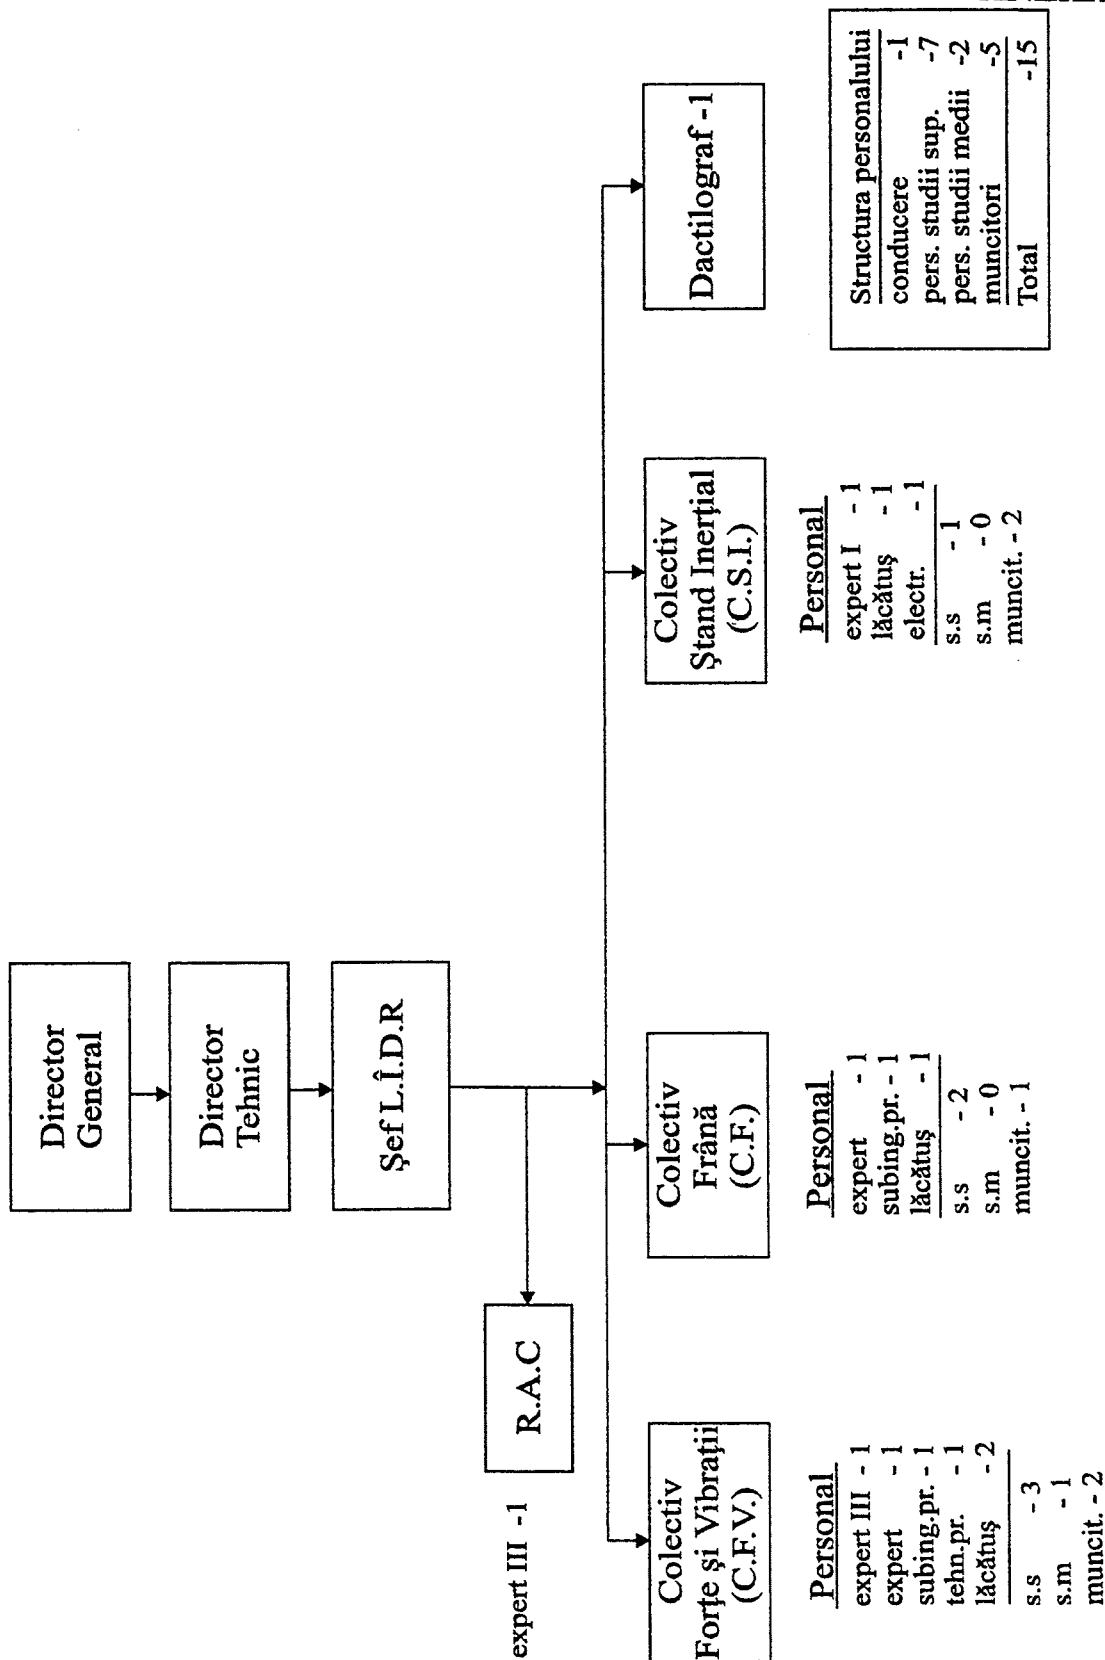 Director
General
Director
Tehnic
Şef L.Î.D.R
R.A.C
expert III -1
Colectiv
Forţe şi Vibraţii
(C.F.V.)
Personal
expert III - 1
expert - 1
subing.pr. - 1
tehn.pr. - 1
lăcătuş - 2
s.s - 3
s.m - 1
muncit. - 2
Colectiv
Frână
(C.F.)
Personal
expert - 1
subing.pr. - 1
lăcătuş - 1
s.s - 2
s.m - 0
muncit. - 1
Colectiv
Ştand Inerţial
(C.S.I.)
Personal
expert I - 1
lăcătuş - 1
electr. - 1
s.s - 1
s.m - 0
muncit. - 2
Dactilograf -1
Structura personalului
conducere -1
pers. studii sup. -7
pers. studii medii -2
muncitori -5
Total -15